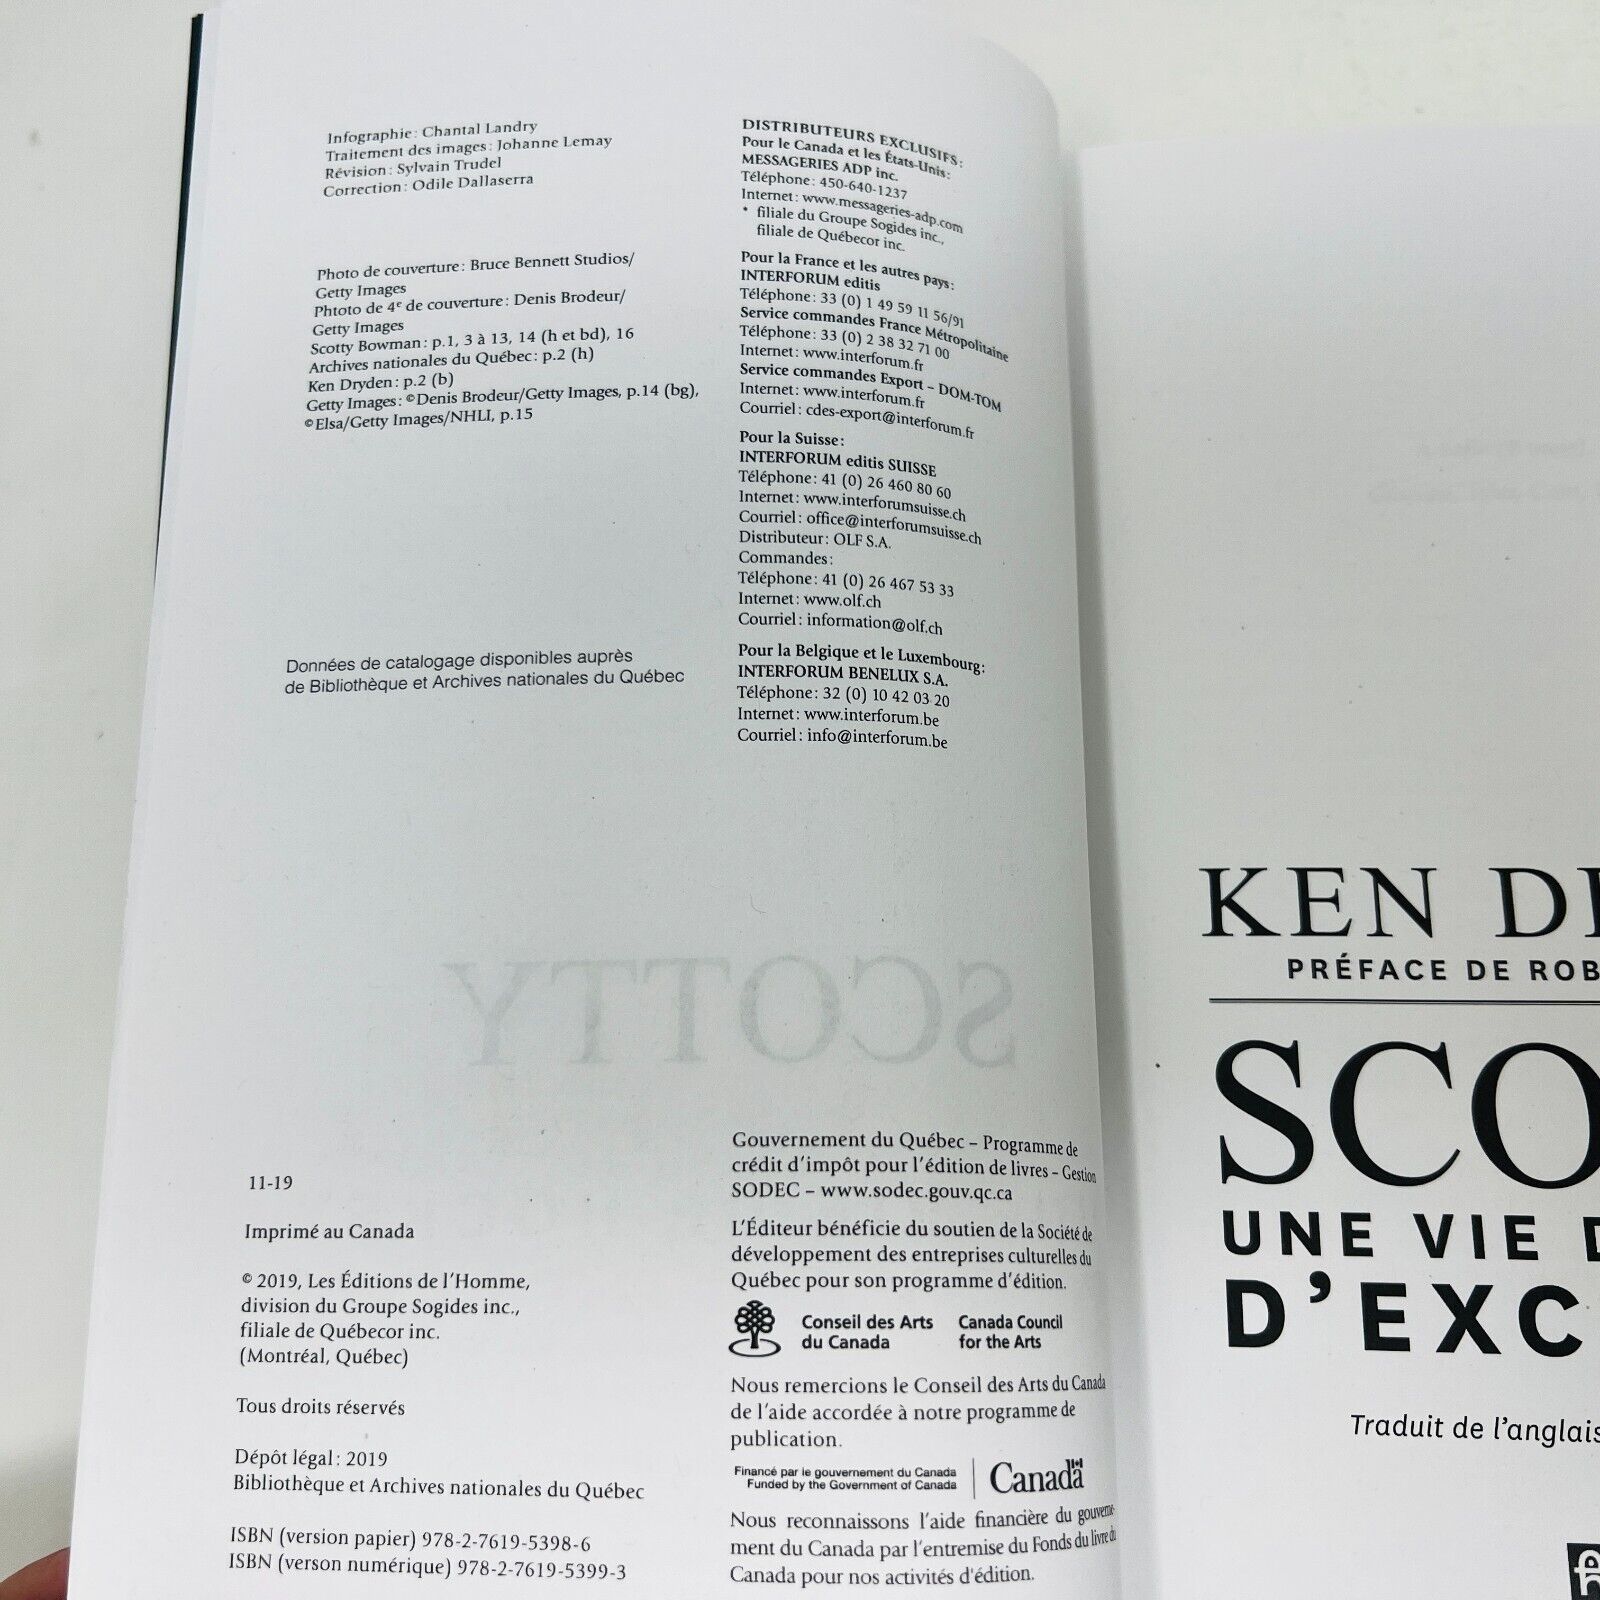 Infographie : Chantal Landry
Traitement des images : Johanne Lemay
Révision : Sylvain Trudel
Correction : Odile Dallaserra
Photo de couverture : Bruce Bennett Studios/
Getty Images
Phtoto de 4e de couverture : Denis Brodeur/
Getty Images
Scotty Bowman : p.1, 3 à 13, 14 (h et bd), 16
Archives nationales du Québec : p.2 (h)
Ken Dryden : p.2 (b)
Getty Images : ©Denis Brodeur/Getty Images, p.14 (bg),
©Elsa/Getty Images/NHLI, p.15
Données de catalogage disponibles auprès
de Bibliothèque et Archives nationales du Québec
11-19
Imprimé au Canada
© 2019, Les Éditions de l'Homme,
division du Groupe Sogides inc.,
filiale de Québecor inc.
(Montréal, Québec)
Tous droits réservés
Dépôt légal : 2019
Bibliothèque et Archives nationales du Québec
ISBN (version papier) 978-2-7619-5398-6
ISBN (verson numérique) 978-2-7619-5399-3
DISTRIBUTEURS EXCLUSIFS :
Pour le Canada et les États-Unis :
MESSAGERIES ADP inc.
Téléphone : 450-640-1237
Internet : www.messageries-adp.com
* filiale du Groupe Sogides inc.,
filiale de Québecor inc.
Pour la France et les autres pays :
INTERFORUM editis
Téléphone : 33 (0) 1 49 59 11 56/91
Service commandes France Métropolitaine
Téléphone : 33 (0) 2 38 32 71 00
Internet : www.interforum.fr
Service commandes Export – DOM-TOM
Internet : www.interforum.fr
Courriel : cdes-export@interforum.fr
Pour la Suisse :
INTERFORUM editis SUISSE
Téléphone : 41 (0) 26 460 80 60
Internet : www.interforumsuisse.ch
Courriel : office@interforumsuisse.ch
Distributeur : OLF S.A.
Commandes :
Téléphone : 41 (0) 26 467 53 33
Internet : www.olf.ch
Courriel : information@olf.ch
Pour la Belgique et le Luxembourg :
INTERFORUM BENELUX S.A.
Téléphone : 32 (0) 10 42 03 20
Internet : www.interforum.be
Courriel : info@interforum.be
SCOTTY
Gouvernement du Québec – Programme de
crédit d'impôt pour l'édition de livres – Gestion
SODEC – www.sodec.gouv.qc.ca
L'Éditeur bénéficie du soutien de la Société de
développement des entreprises culturelles du
Québec pour son programme d'édition.
Conseil des Arts Canada Council
du Canada for the Arts
Nous remercions le Conseil des Arts du Canada
de l'aide accordée à notre programme de
publication.
Financé par le gouvernement du Canada
Funded by the Government of Canada
Canada
Nous reconnaissons l'aide financière du gouverne-
ment du Canada par l'entremise du Fonds du livre du
Canada pour nos activités d'édition.
KEN D
PRÉFACE DE ROB
SCO
UNE VIE D
D'EXC
Traduit de l'anglais